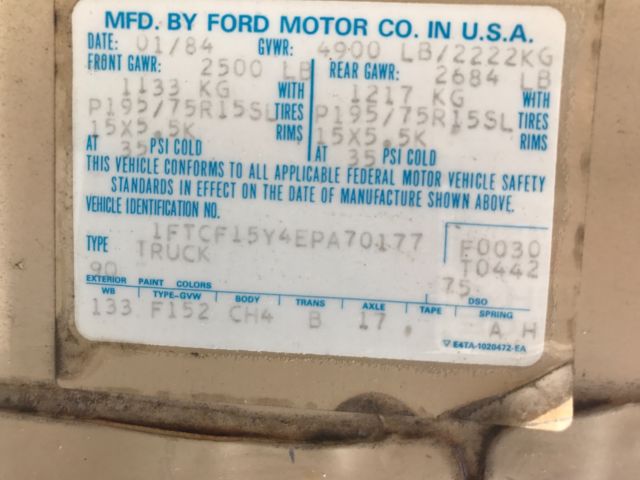 MFD. BY FORD MOTOR CO. IN U.S.A.
DATE: 01/84 GVWR: 4900 LB/2222KG
FRONT GAWR: 2500 LB REAR GAWR: 2684 LB
1133 KG WITH 1217 KG WITH
P195/75R15SL TIRES P195/75R15SL TIRES
15X5.5K RIMS 15X5.5K RIMS
AT 35 PSI COLD AT 35 PSI COLD
THIS VEHICLE CONFORMS TO ALL APPLICABLE FEDERAL MOTOR VEHICLE SAFETY
STANDARDS IN EFFECT ON THE DATE OF MANUFACTURE SHOWN ABOVE.
VEHICLE IDENTIFICATION NO.
1FTCF15Y4EPA70177 F0030
TYPE TRUCK T0442
90 75
EXTERIOR PAINT COLORS DSO
WB TYPE-GVW BODY TRANS AXLE TAPE SPRING
133 F152 CH4 B 17. A H
E4TA-1020472-EA